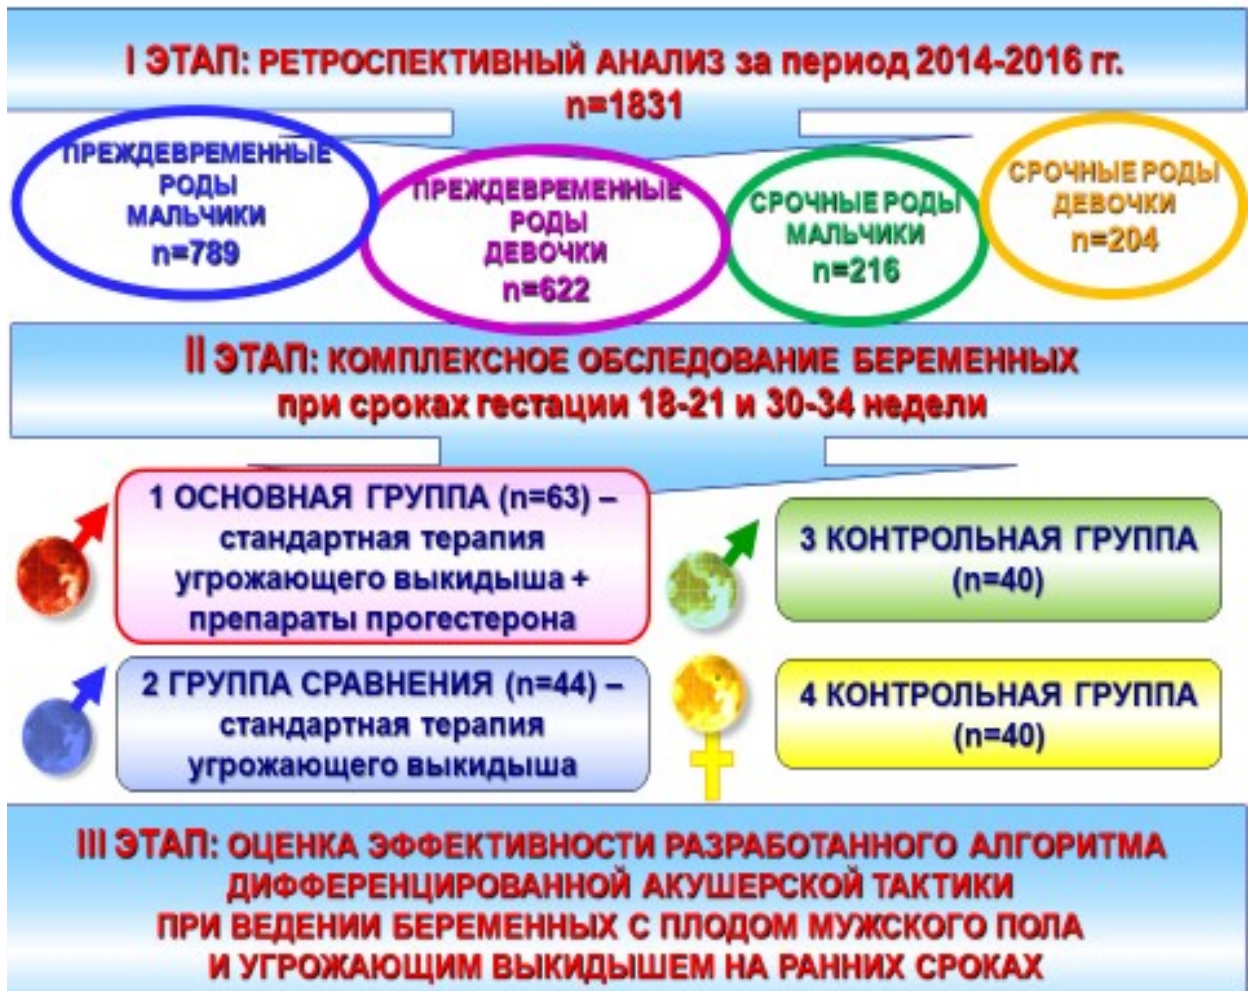 I ЭТАП: РЕТРОСПЕКТИВНЫЙ АНАЛИЗ за период 2014-2016 гг.
n=1831
ПРЕЖДЕВРЕМЕННЫЕ
РОДЫ
МАЛЬЧИКИ
n=789
ПРЕЖДЕВРЕМЕННЫЕ
РОДЫ
ДЕВОЧКИ
n=622
СРОЧНЫЕ РОДЫ
МАЛЬЧИКИ
n=216
СРОЧНЫЕ РОДЫ
ДЕВОЧКИ
n=204
II ЭТАП: КОМПЛЕКСНОЕ ОБСЛЕДОВАНИЕ БЕРЕМЕННЫХ
при сроках гестации 18-21 и 30-34 недели
1 ОСНОВНАЯ ГРУППА (n=63) –
стандартная терапия
угрожающего выкидыша +
препараты прогестерона
2 ГРУППА СРАВНЕНИЯ (n=44) –
стандартная терапия
угрожающего выкидыша
3 КОНТРОЛЬНАЯ ГРУППА
(n=40)
4 КОНТРОЛЬНАЯ ГРУППА
(n=40)
III ЭТАП: ОЦЕНКА ЭФФЕКТИВНОСТИ РАЗРАБОТАННОГО АЛГОРИТМА
ДИФФЕРЕНЦИРОВАННОЙ АКУШЕРСКОЙ ТАКТИКИ
ПРИ ВЕДЕНИИ БЕРЕМЕННЫХ С ПЛОДОМ МУЖСКОГО ПОЛА
И УГРОЖАЮЩИМ ВЫКИДЫШЕМ НА РАННИХ СРОКАХ